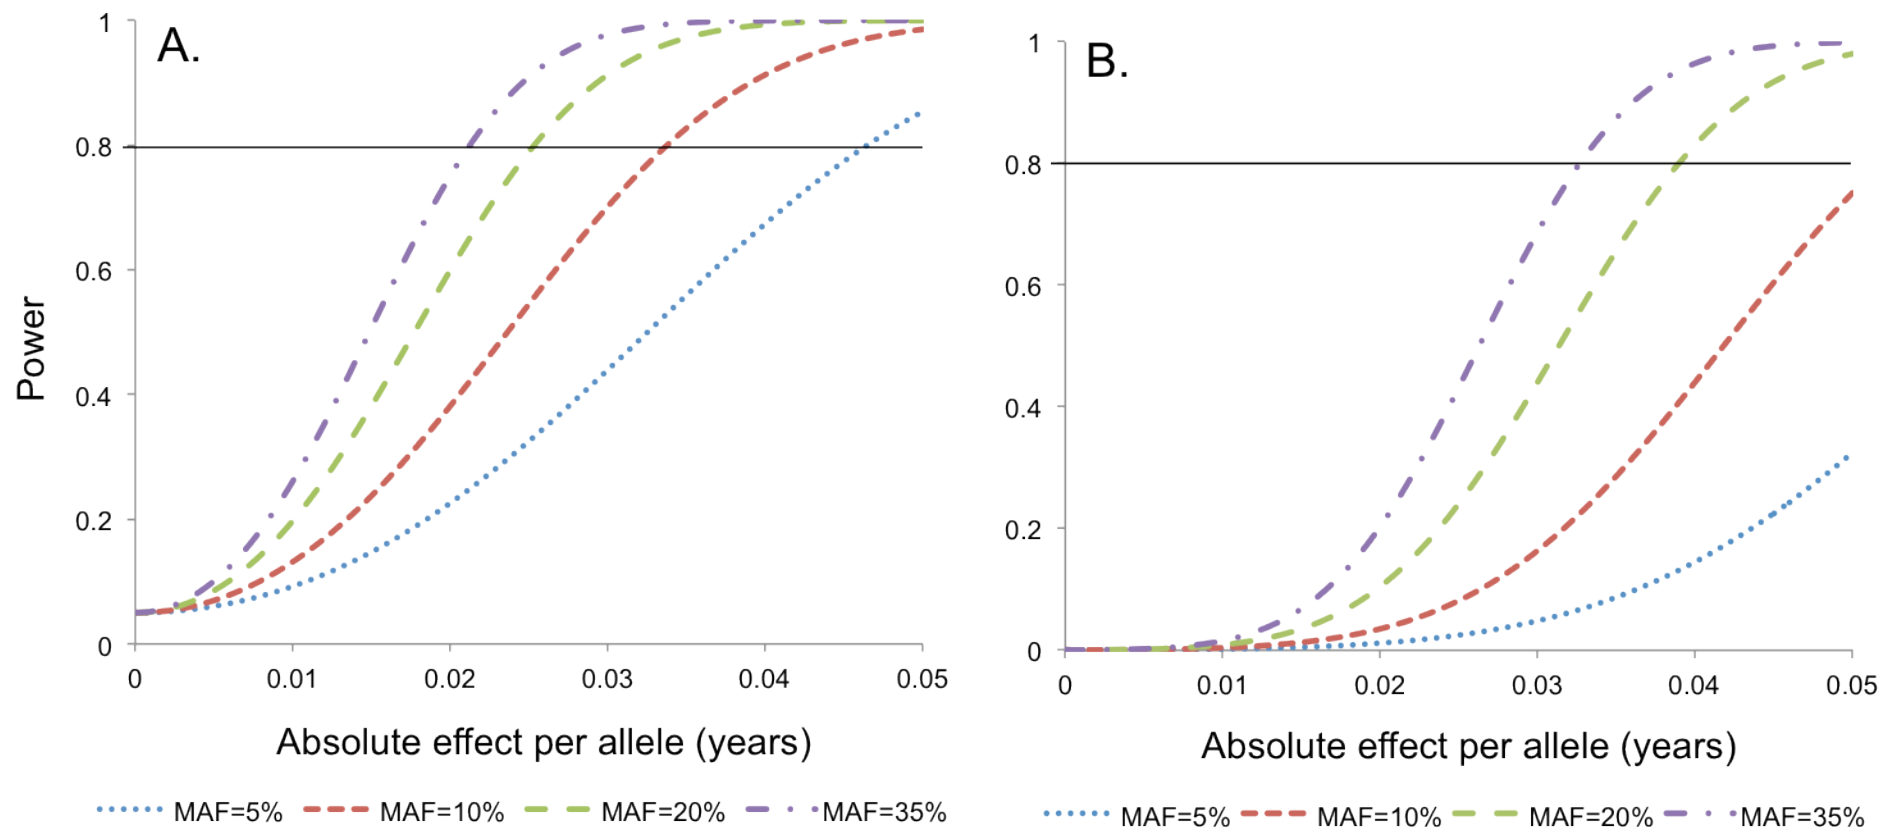 A.
Power
1
0.8
0.6
0.4
0.2
0
0 0.01 0.02 0.03 0.04 0.05
Absolute effect per allele (years)
MAF=5% MAF=10% MAF=20% MAF=35%
B.
1
0.8
0.6
0.4
0.2
0
0 0.01 0.02 0.03 0.04 0.05
Absolute effect per allele (years)
MAF=5% MAF=10% MAF=20% MAF=35%